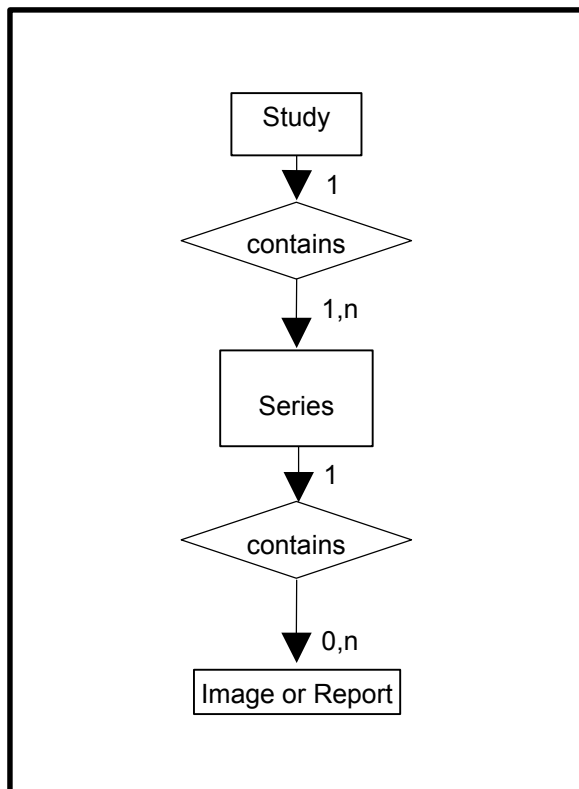 Study
1
contains
1,n
Series
1
contains
0,n
Image or Report